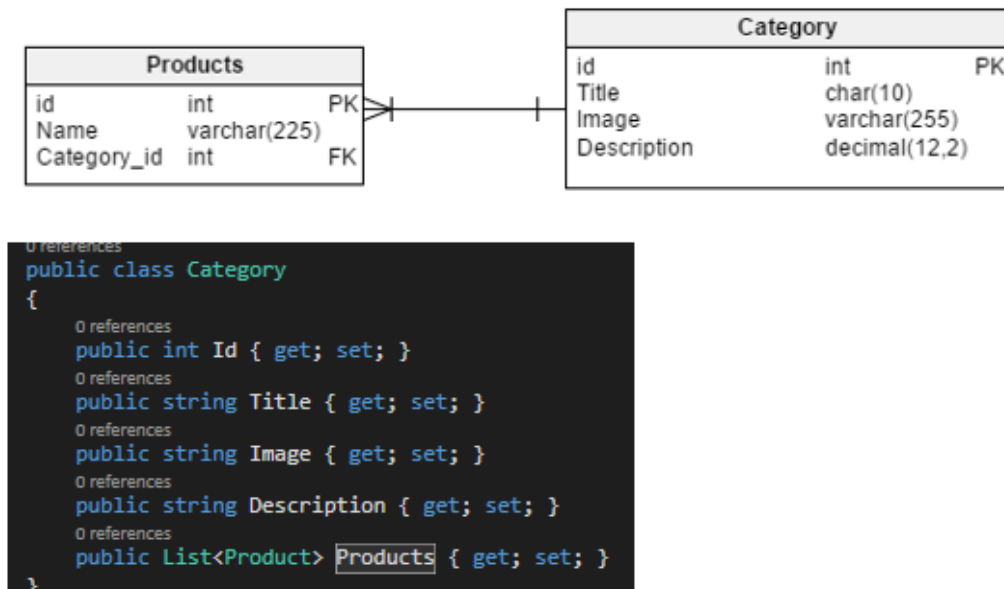 Products
id int PK
Name varchar(225)
Category_id int FK
Category
id int PK
Title char(10)
Image varchar(255)
Description decimal(12,2)
0 references
public class Category
{
0 references
public int Id { get; set; }
0 references
public string Title { get; set; }
0 references
public string Image { get; set; }
0 references
public string Description { get; set; }
0 references
public List<Product> Products { get; set; }
}